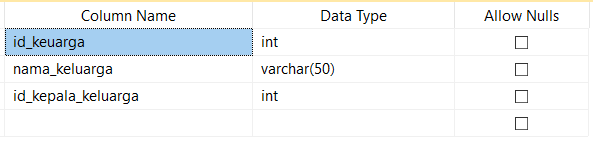 Column Name Data Type Allow Nulls
id_keuarga int
nama_keluarga varchar(50)
id_kepala_keluarga int